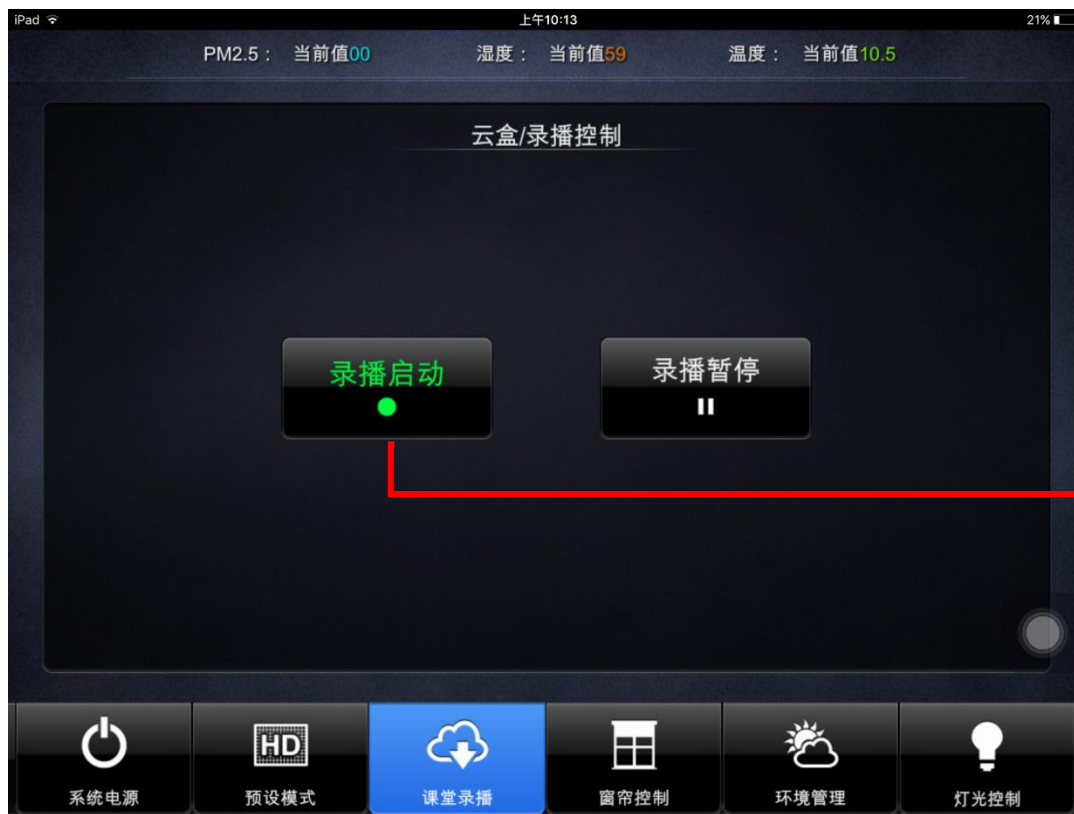 iPad 上午10:13 21%
PM2.5： 当前值00 湿度： 当前值59 温度： 当前值10.5
云盒/录播控制
录播启动 录播暂停
HD
系统电源 预设模式 课堂录播 窗帘控制 环境管理 灯光控制